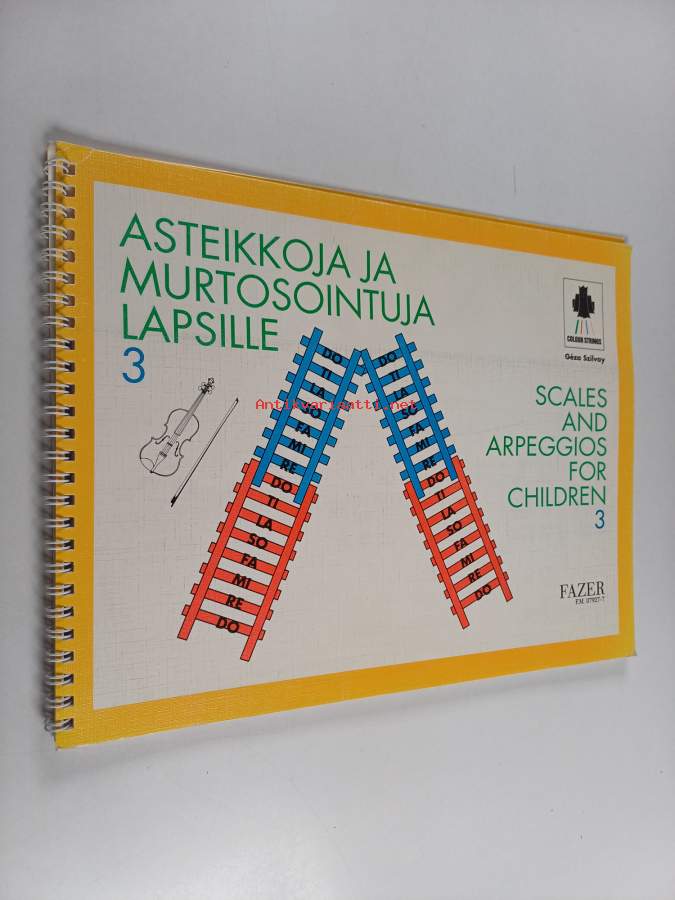 ASTEIKKOJA JA
MURTOSOINTUJA
LAPSILLE
3
COLOUR STRINGS
Géza Szilvay
SCALES
AND
ARPEGGIOS
FOR
CHILDREN
3
FAZER
F.M. 07927-7
DO
TI
LA
SO
FA
MI
RE
DO
TI
LA
SO
FA
MI
RE
DO
DO
TI
LA
SO
FA
MI
RE
DO
TI
LA
SO
FA
MI
RE
DO
Antikvariaatti.net